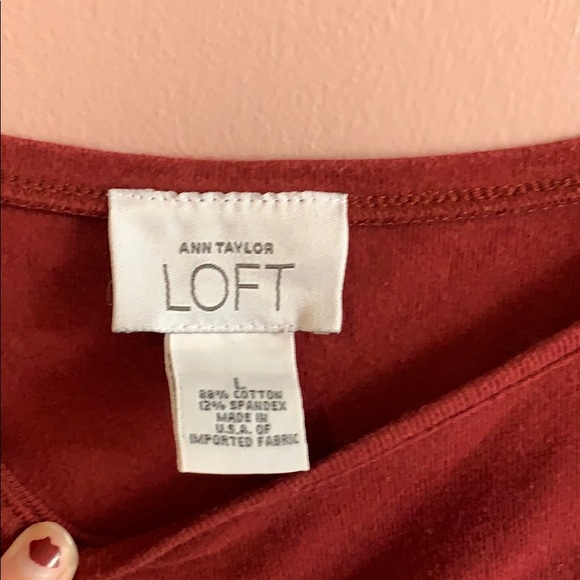 ANN TAYLOR
LOFT
L
88% COTTON
12% SPANDEX
MADE IN
U.S.A. OF
IMPORTED FABRIC